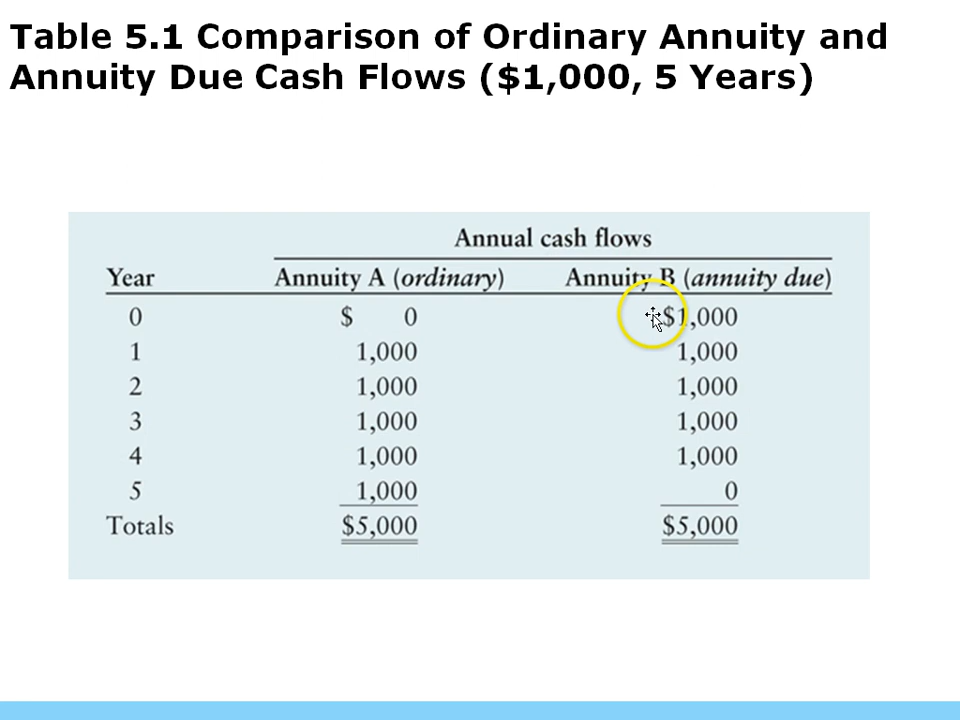 Table 5.1 Comparison of Ordinary Annuity and
Annuity Due Cash Flows ($1,000, 5 Years)
Annual cash flows
Year Annuity A (ordinary) Annuity B (annuity due)
0 $ 0 $1,000
1 1,000 1,000
2 1,000 1,000
3 1,000 1,000
4 1,000 1,000
5 1,000 0
Totals $5,000 $5,000